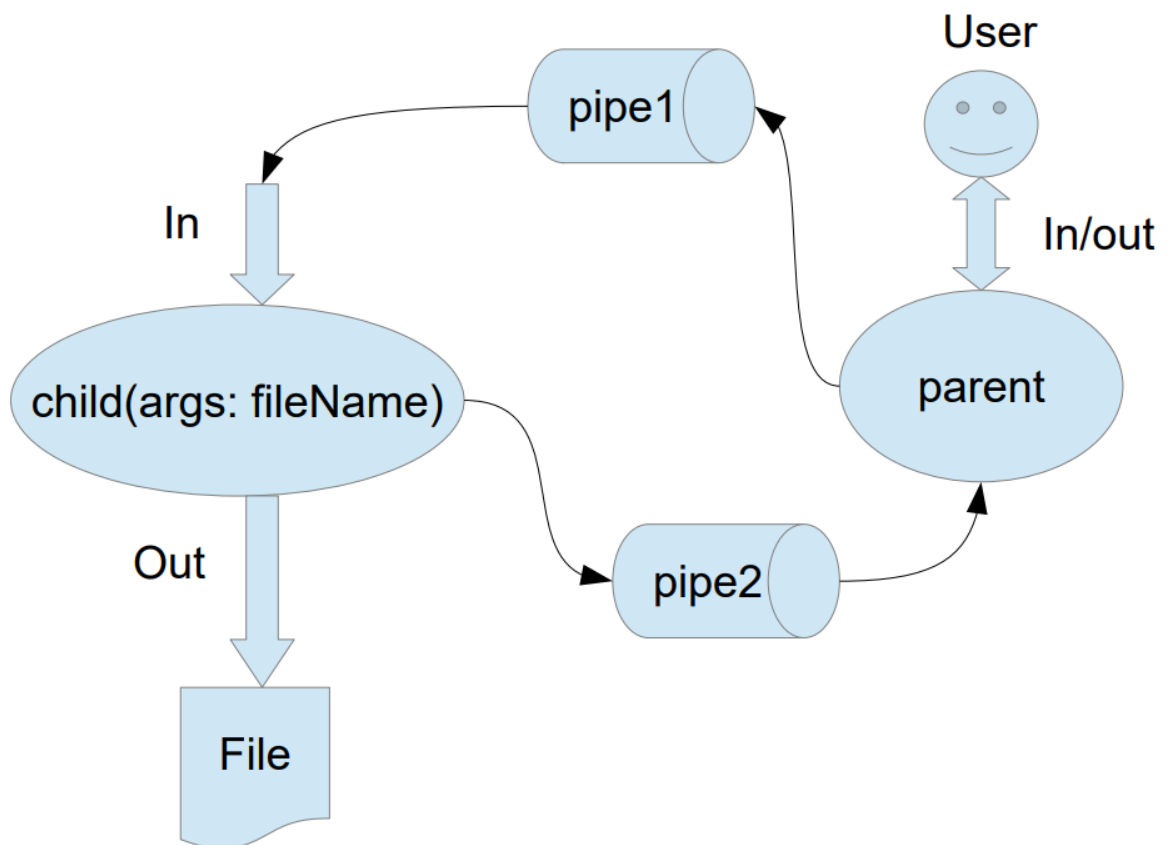 User
pipe1
In
In/out
child(args: fileName)
parent
Out
pipe2
File